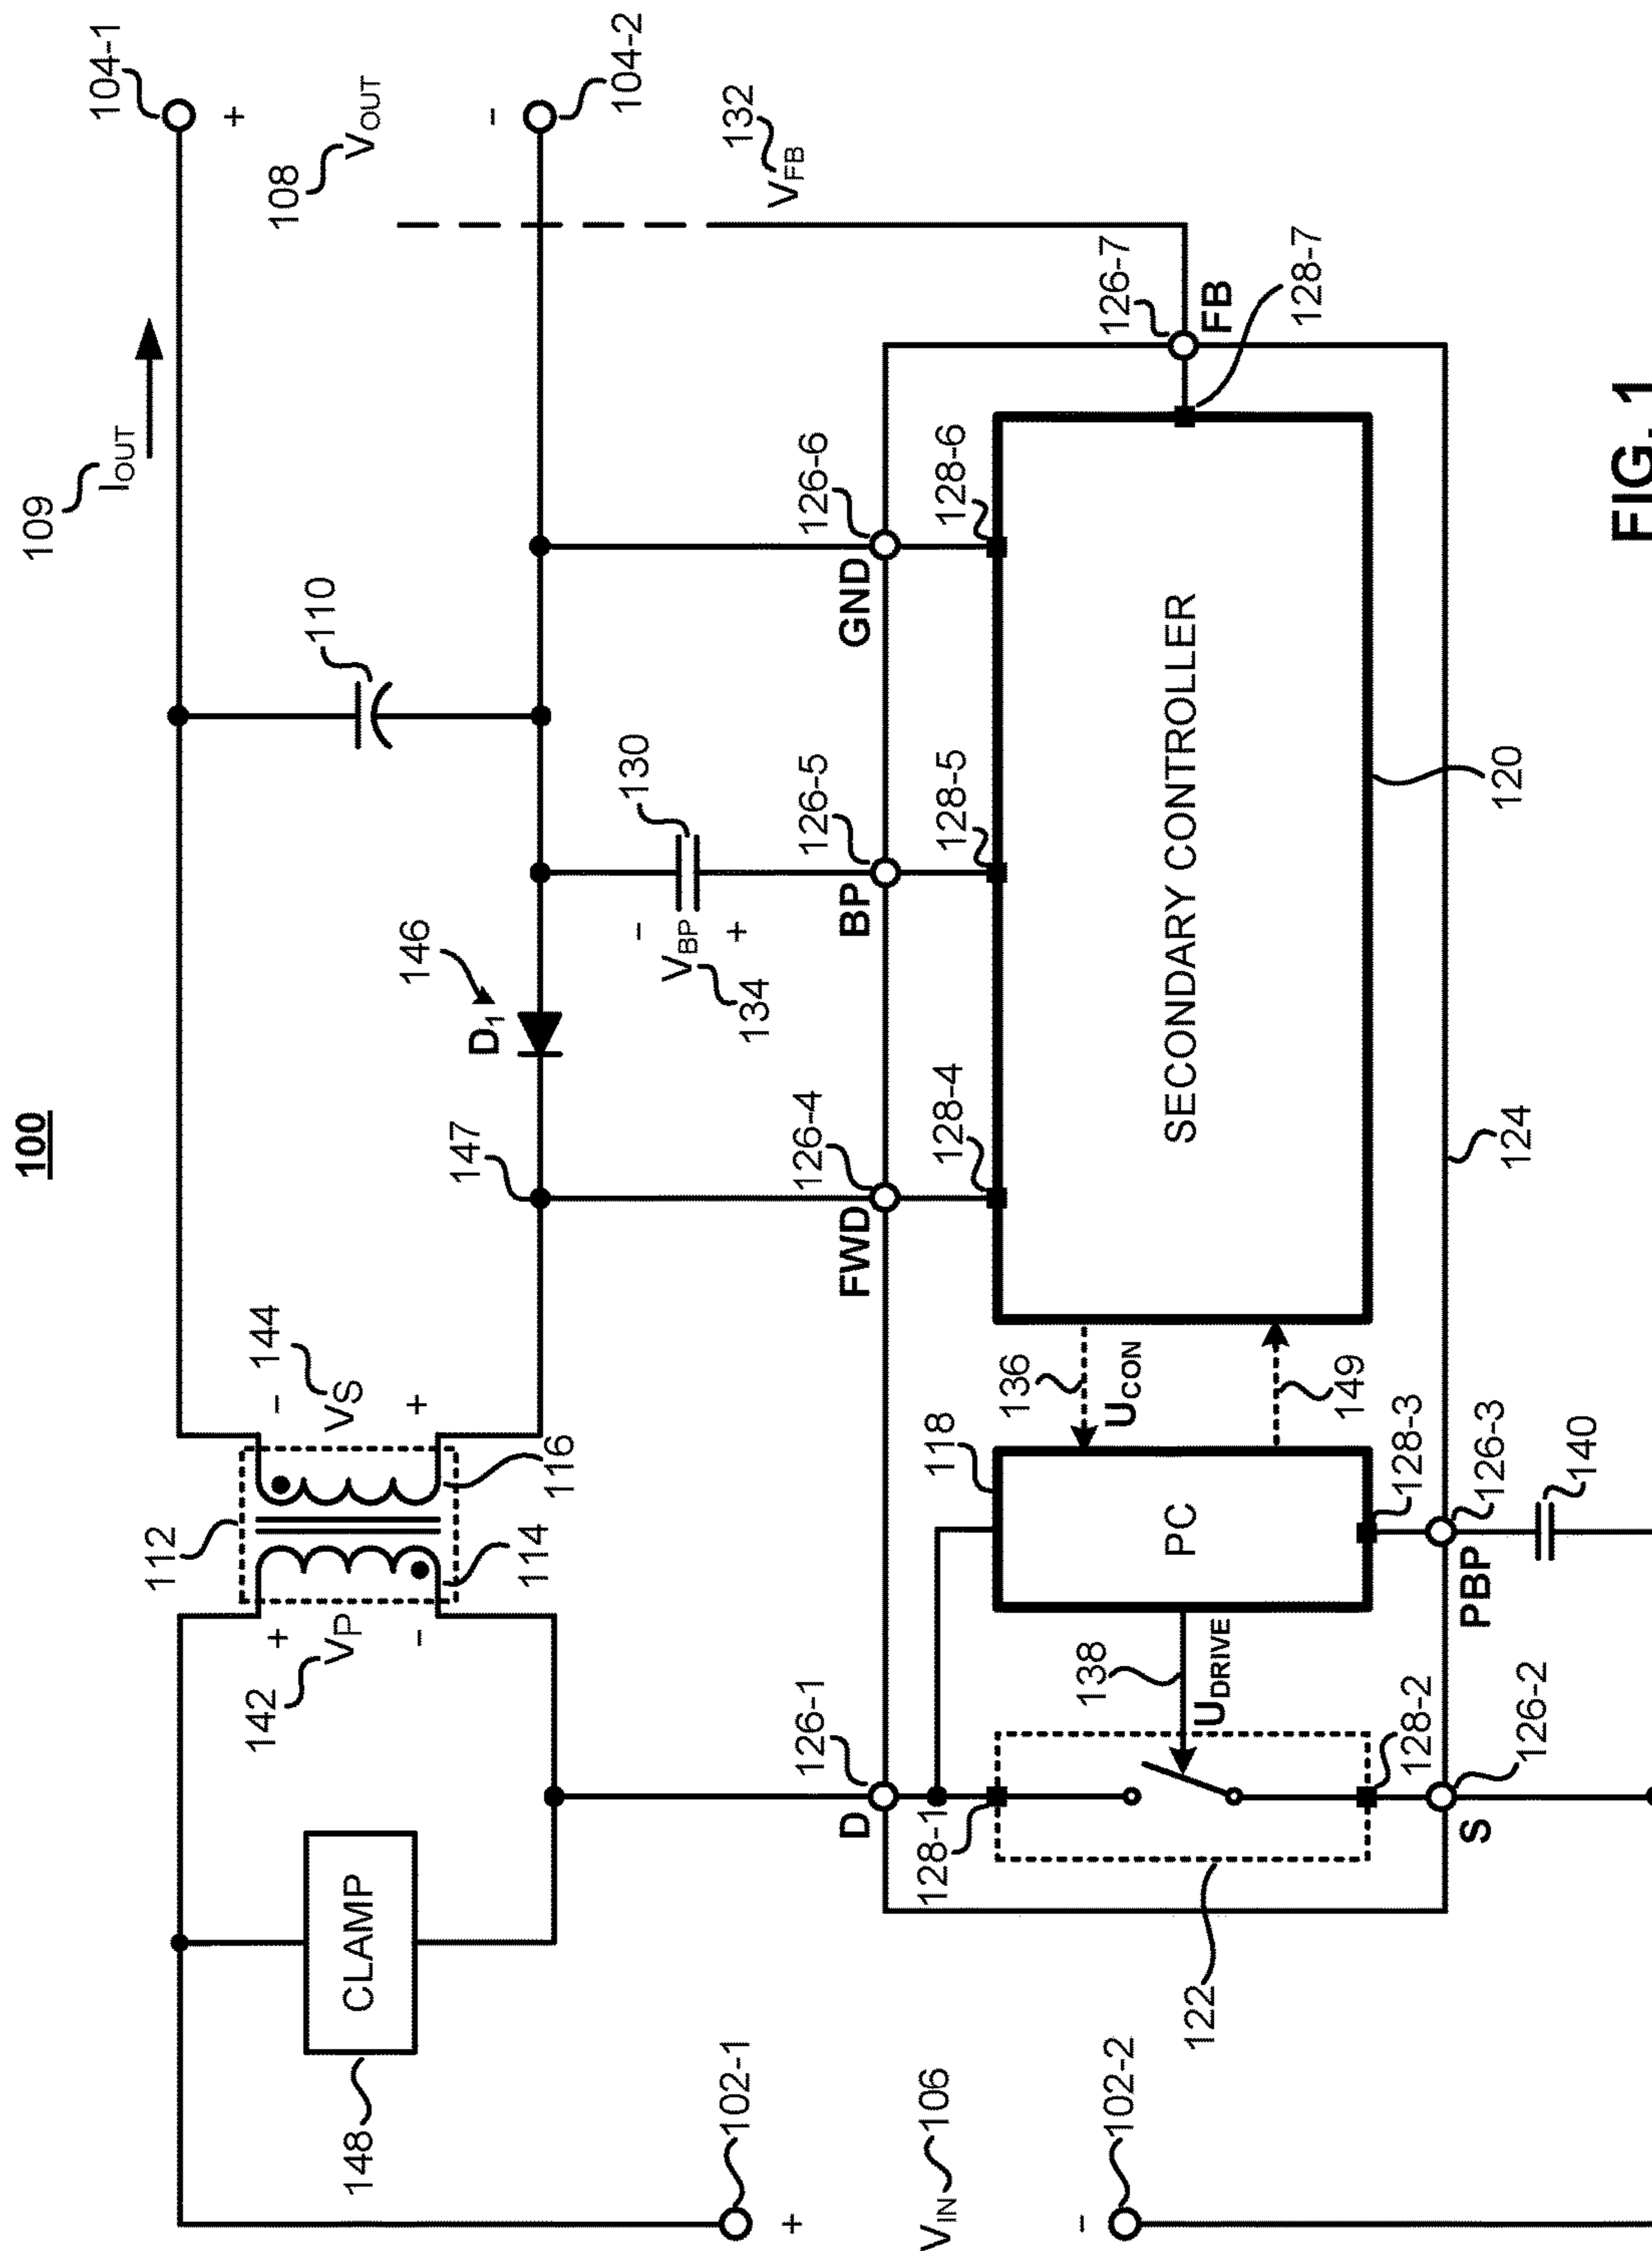 100
109
IOUT
104-1
+
108
VOUT
-
104-2
132
VFB
112
142
+
VP
-
114
144
-
VS
+
116
110
148
CLAMP
147
D1
146
130
-
VBP
+
134
102-1
+
VIN
106
-
102-2
126-1
D
126-4
FWD
126-5
BP
126-6
GND
126-7
FB
128-1
128-4
128-5
128-6
128-7
118
PC
136
UCON
149
138
UDRIVE
SECONDARY CONTROLLER
122
128-2
126-2
S
128-3
126-3
PBP
140
124
120
FIG. 1